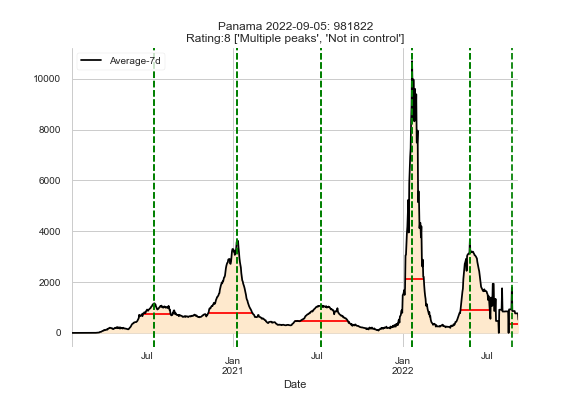 Panama 2022-09-05: 981822
Rating:8 ['Multiple peaks', 'Not in control']
Average-7d
10000
8000
6000
4000
2000
0
Jul
Jan
2021
Jul
Jan
2022
Jul
Date